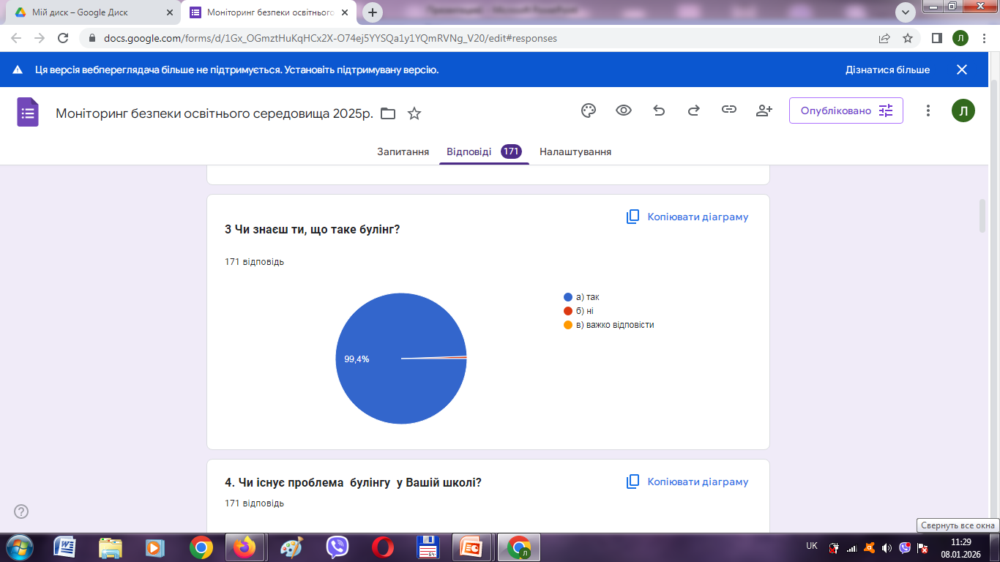 Мій диск – Google Диск
Моніторинг безпеки освітнього
docs.google.com/forms/d/1Gx_OGmztHuKqHCx2X-O74ej5YYSQa1y1YQmRVNg_V20/edit#responses
Л
Ця версія вебпереглядача більше не підтримується. Установіть підтримувану версію.
Дізнатися більше
Моніторинг безпеки освітнього середовища 2025р.
Опубліковано
Л
Запитання
Відповіді 171
Налаштування
Копіювати діаграму
3 Чи знаєш ти, що таке булінг?
171 відповідь
а) так
б) ні
в) важко відповісти
99,4%
4. Чи існує проблема  булінгу  у Вашій школі?
Копіювати діаграму
171 відповідь
Свернуть все окна
64
Л
UK
11:29
08.01.2026